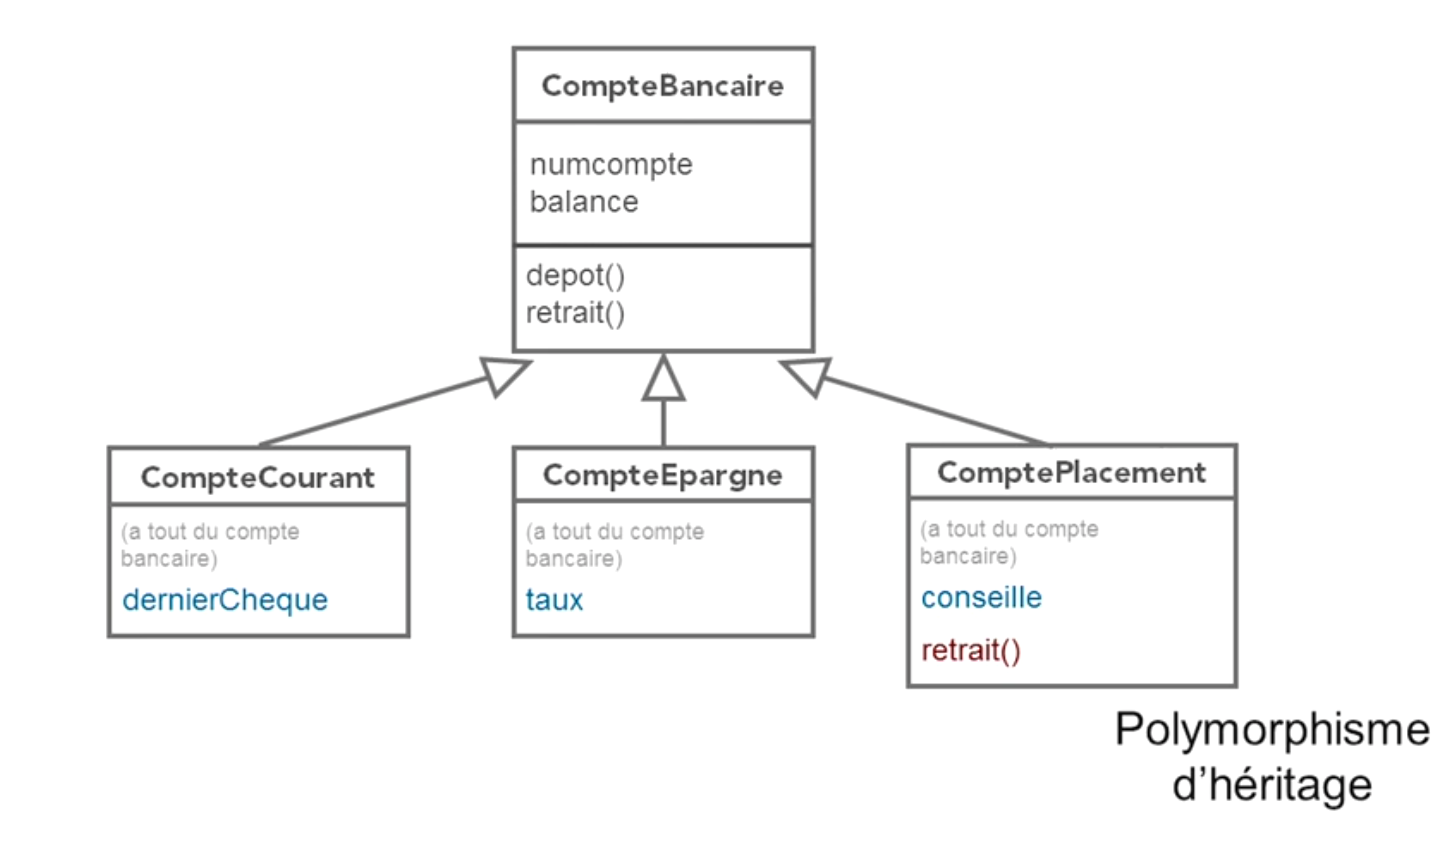 CompteBancaire
numcompte
balance
depot()
retrait()
CompteCourant
(a tout du compte
bancaire)
dernierCheque
CompteEpargne
(a tout du compte
bancaire)
taux
ComptePlacement
(a tout du compte
bancaire)
conseille
retrait()
Polymorphisme
d'héritage